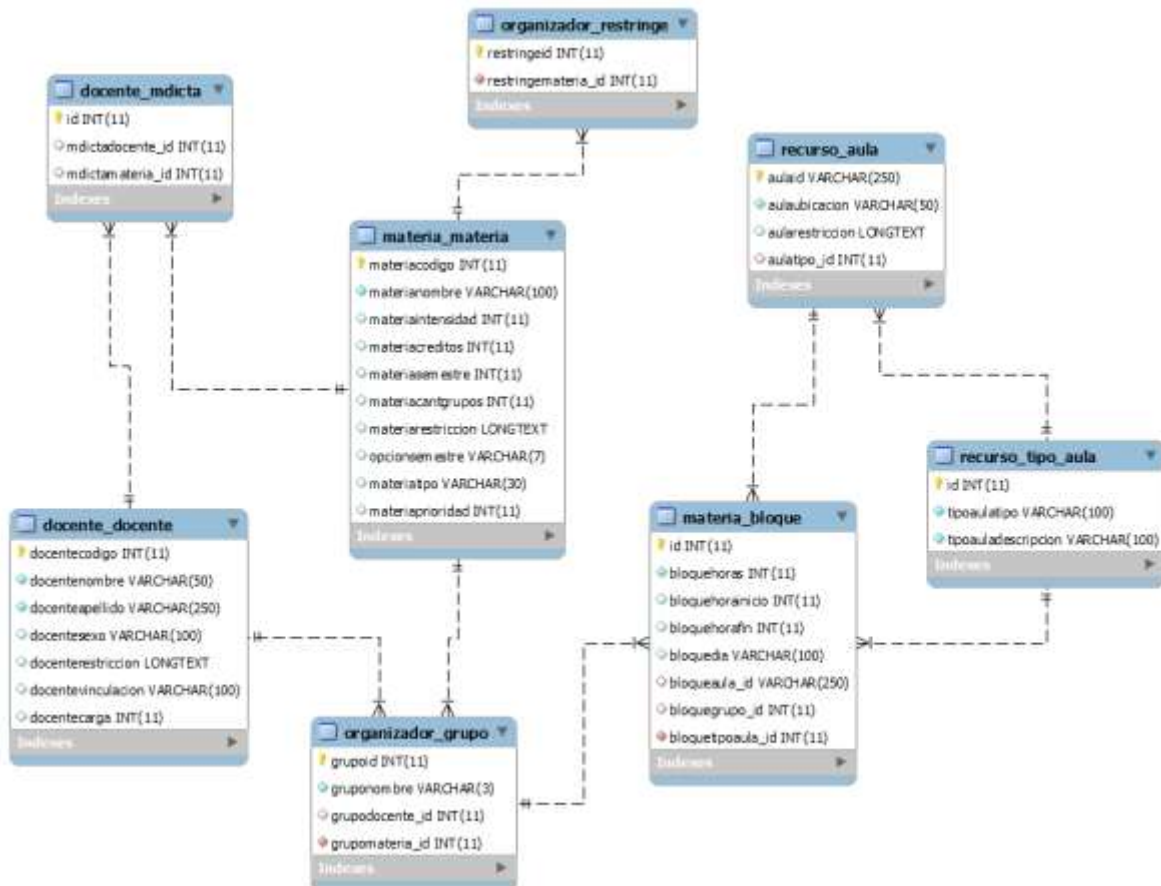 organizador_restringe
restringeid INT(11)
restringemateria_id INT(11)
Indexes
docente_mdicta
id INT(11)
mdictadocente_id INT(11)
mdictamateria_id INT(11)
Indexes
recurso_aula
aulaid VARCHAR(250)
aulaubicacion VARCHAR(50)
aularestriccion LONGTEXT
aulatipo_id INT(11)
Indexes
materia_materia
materiacodigo INT(11)
materianombre VARCHAR(100)
materiaintensidad INT(11)
materiacreditos INT(11)
materiasemestre INT(11)
materiacantgrupos INT(11)
materiarestriccion LONGTEXT
opcionsemestre VARCHAR(7)
materiatipo VARCHAR(30)
materiaprioridad INT(11)
Indexes
recurso_tipo_aula
id INT(11)
tipoaulatipo VARCHAR(100)
tipoauladescripcion VARCHAR(100)
Indexes
docente_docente
docentecodigo INT(11)
docentenombre VARCHAR(50)
docenteapellido VARCHAR(250)
docentesexo VARCHAR(100)
docenterestriccion LONGTEXT
docentevinculacion VARCHAR(100)
docentecarga INT(11)
Indexes
materia_bloque
id INT(11)
bloquehoras INT(11)
bloquehorainicio INT(11)
bloquehorafin INT(11)
bloquedia VARCHAR(100)
bloqueaula_id VARCHAR(250)
bloquegrupo_id INT(11)
bloquetipoaula_id INT(11)
Indexes
organizador_grupo
grupoid INT(11)
gruponombre VARCHAR(3)
grupodocente_id INT(11)
grupomateria_id INT(11)
Indexes